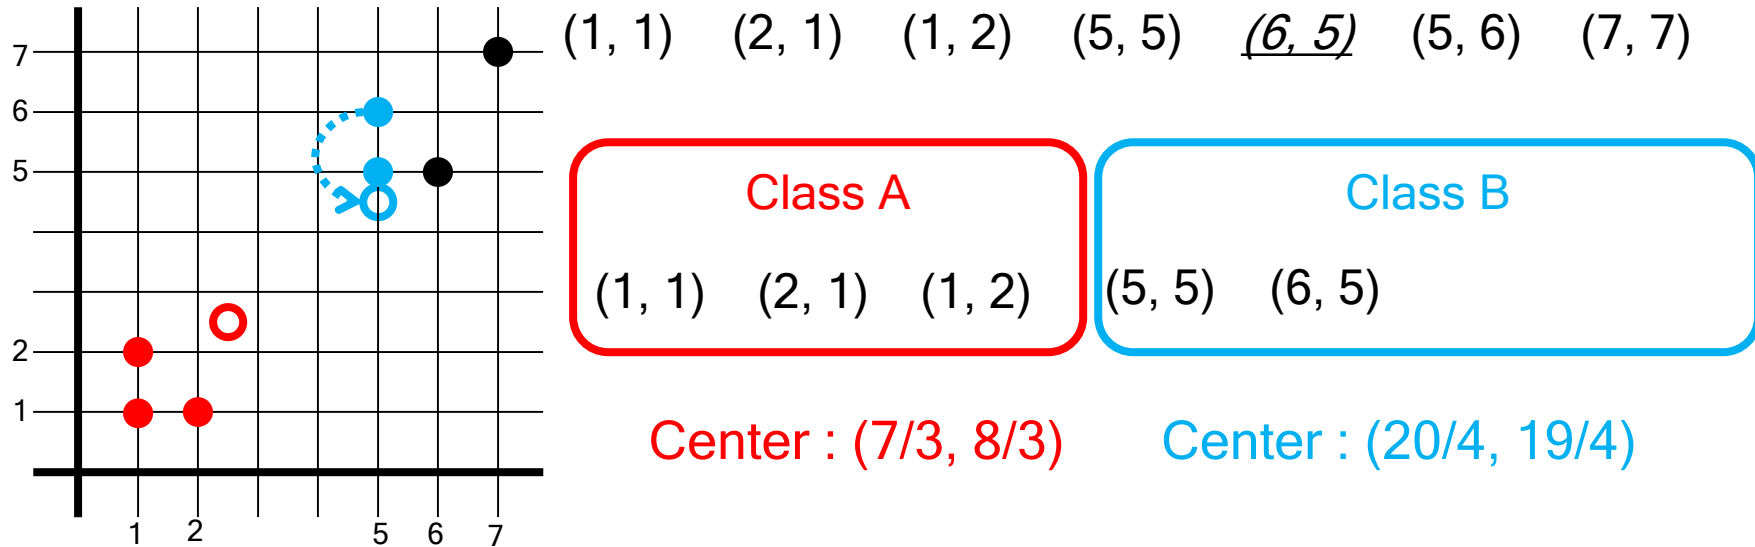 (1, 1) (2, 1) (1, 2) (5, 5) (6, 5) (5, 6) (7, 7)
7
6
5
2
1
1 2 5 6 7
Class A
(1, 1) (2, 1) (1, 2)
Class B
(5, 5) (6, 5)
Center : (7/3, 8/3)
Center : (20/4, 19/4)